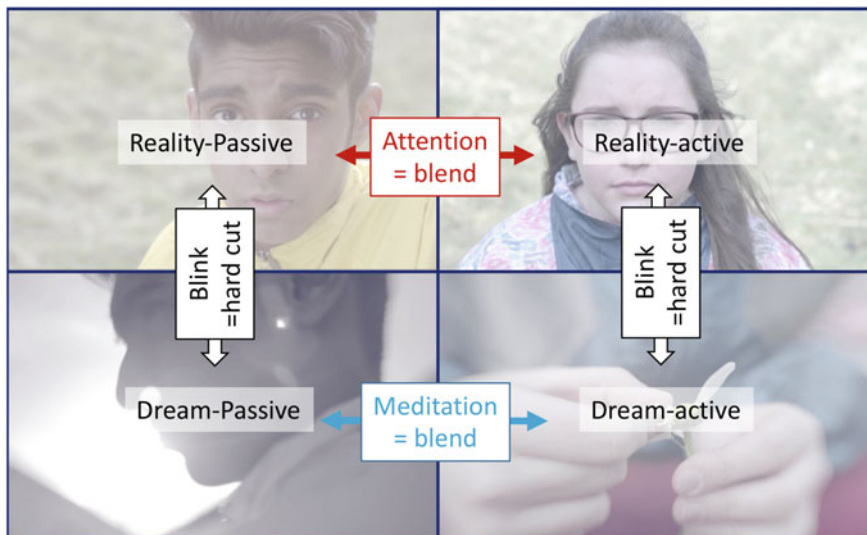 Reality-Passive
Attention
= blend
Reality-active
Blink
=hard cut
Blink
=hard cut
Dream-Passive
Meditation
= blend
Dream-active